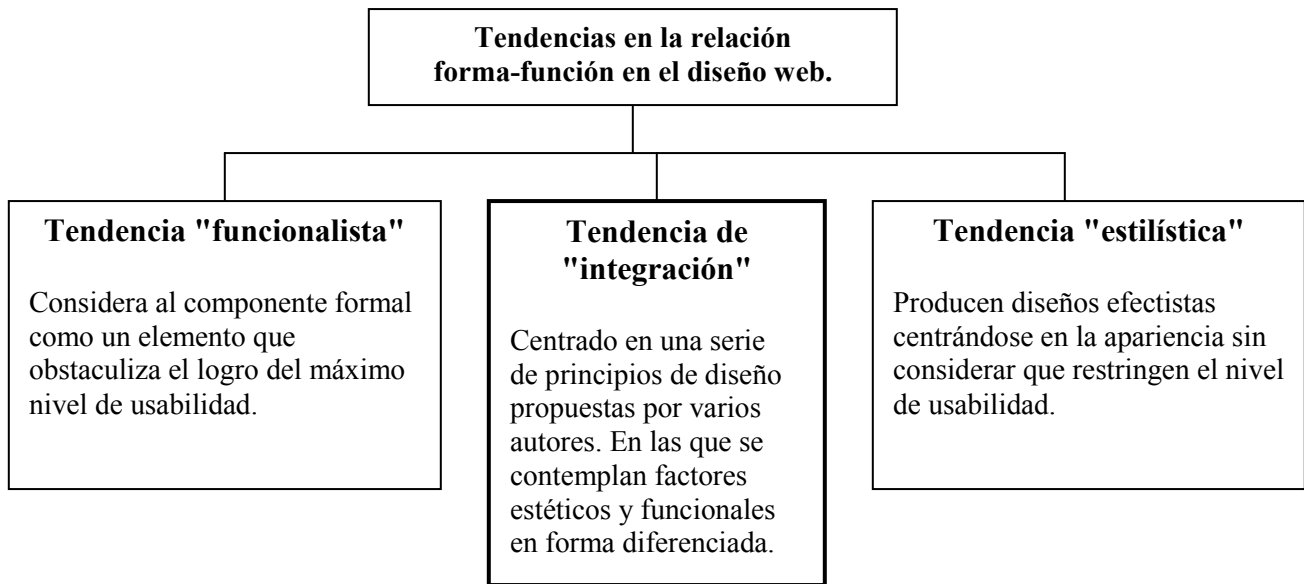 Tendencias en la relación
forma-función en el diseño web.
Tendencia "funcionalista"
Considera al componente formal
como un elemento que
obstaculiza el logro del máximo
nivel de usabilidad.
Tendencia de
"integración"
Centrado en una serie
de principios de diseño
propuestas por varios
autores. En las que se
contemplan factores
estéticos y funcionales
en forma diferenciada.
Tendencia "estilística"
Producen diseños efectistas
centrándose en la apariencia sin
considerar que restringen el nivel
de usabilidad.